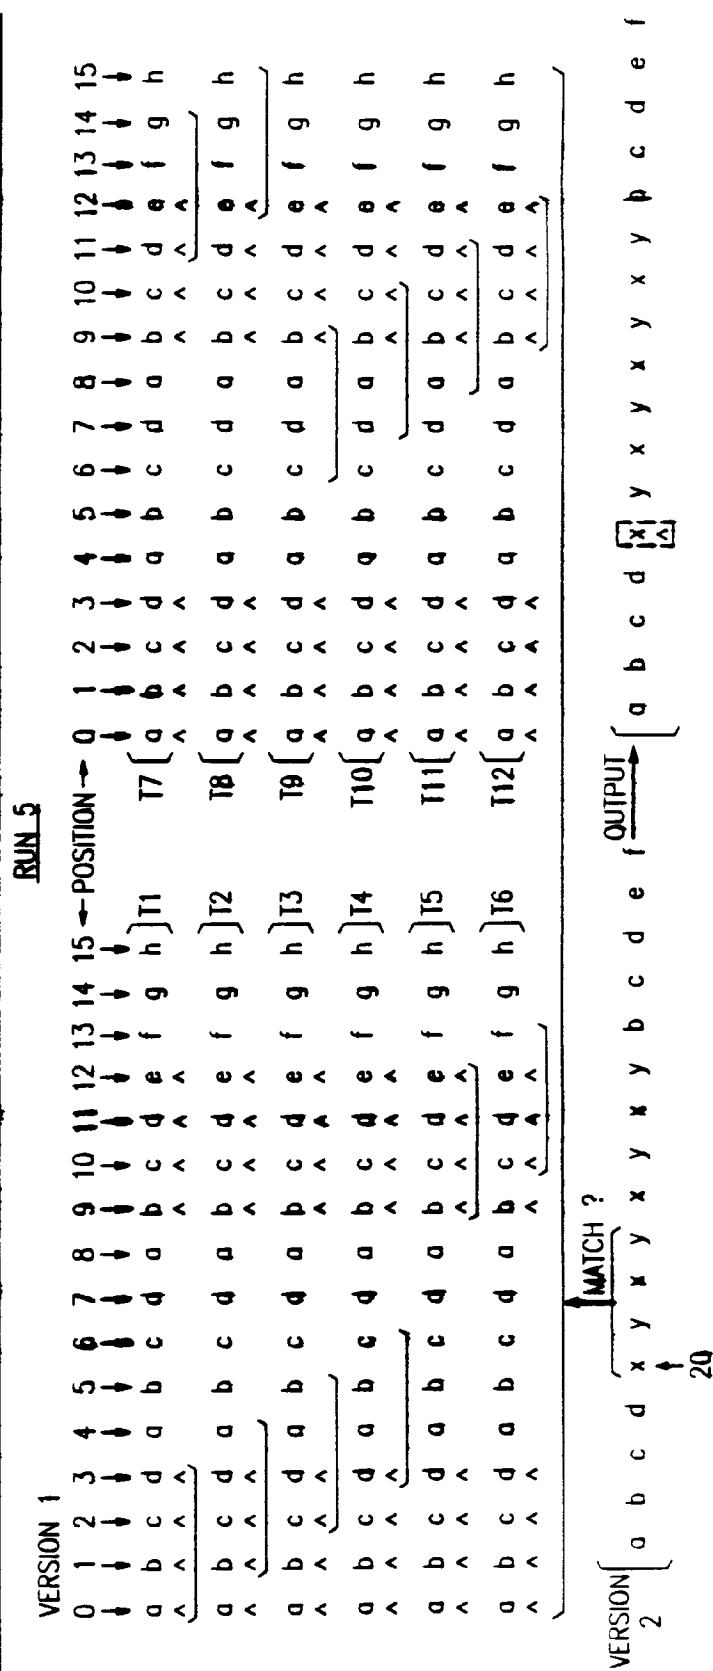 RUN 5
VERSION 1
0 1 2 3 4 5 6 7 8 9 10 11 12 13 14 15 ←POSITION→ 0 1 2 3 4 5 6 7 8 9 10 11 12 13 14 15
a b c d a b c d a b c d e f g h T1 T7 a b c d a b c d a b c d e f g h
^ ^ ^ ^ ^ ^ ^ ^ ^ ^ ^ ^ ^ ^ ^ ^
a b c d a b c d a b c d e f g h T2 T8 a b c d a b c d a b c d e f g h
^ ^ ^ ^ ^ ^ ^ ^ ^ ^ ^ ^ ^ ^ ^ ^
a b c d a b c d a b c d e f g h T3 T9 a b c d a b c d a b c d e f g h
^ ^ ^ ^ ^ ^ ^ ^ ^ ^ ^ ^ ^ ^ ^ ^
a b c d a b c d a b c d e f g h T4 T10 a b c d a b c d a b c d e f g h
^ ^ ^ ^ ^ ^ ^ ^ ^ ^ ^ ^ ^ ^ ^ ^
a b c d a b c d a b c d e f g h T5 T11 a b c d a b c d a b c d e f g h
^ ^ ^ ^ ^ ^ ^ ^ ^ ^ ^ ^ ^ ^ ^ ^
a b c d a b c d a b c d e f g h T6 T12 a b c d a b c d a b c d e f g h
^ ^ ^ ^ ^ ^ ^ ^ ^ ^ ^ ^ ^ ^ ^ ^
MATCH ?
VERSION 2 a b c d x y x y x y x y b c d e f OUTPUT a b c d x y x y x y x y b c d e f
^
20